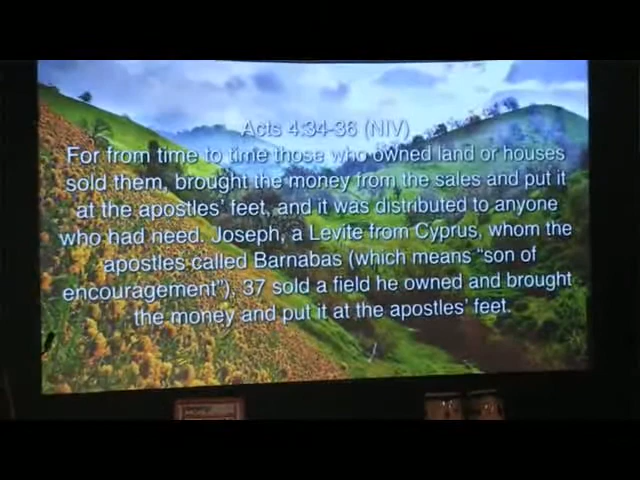 Acts 4:34-36 (NIV)
For from time to time those who owned land or houses
sold them, brought the money from the sales and put it
at the apostles' feet, and it was distributed to anyone
who had need. Joseph, a Levite from Cyprus, whom the
apostles called Barnabas (which means "son of
encouragement"), 37 sold a field he owned and brought
the money and put it at the apostles' feet.